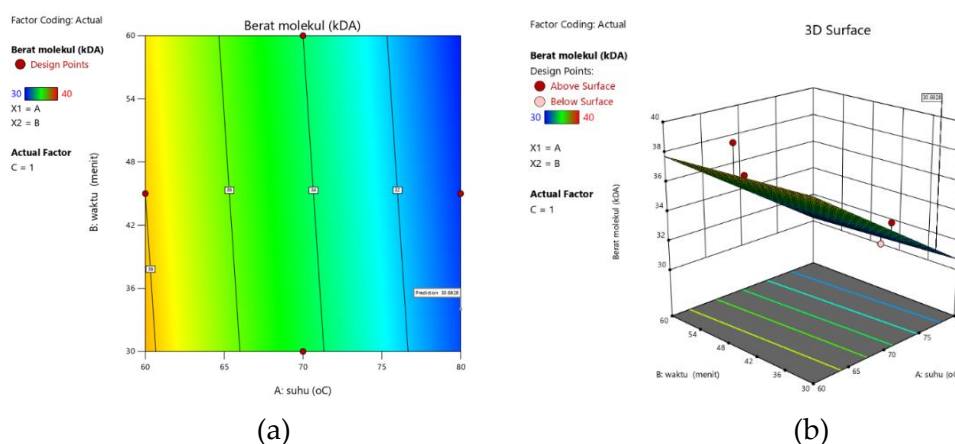 Factor Coding: Actual
Berat molekul (kDA)
Design Points
30 40
X1 = A
X2 = B
Actual Factor
C = 1
Berat molekul (kDA)
60
54
48
42
36
30
B: waktu (menit)
38
36
34
32
60 65 70 75 80
A: suhu (oC)
(a)
Factor Coding: Actual
3D Surface
Berat molekul (kDA)
Design Points:
Above Surface
Below Surface
30 40
X1 = A
X2 = B
Actual Factor
C = 1
40
38
36
34
32
30
Berat molekul (kDA)
60
54
48
42
36
30
B: waktu (menit)
60
65
70
75
A: suhu (oC
(b)